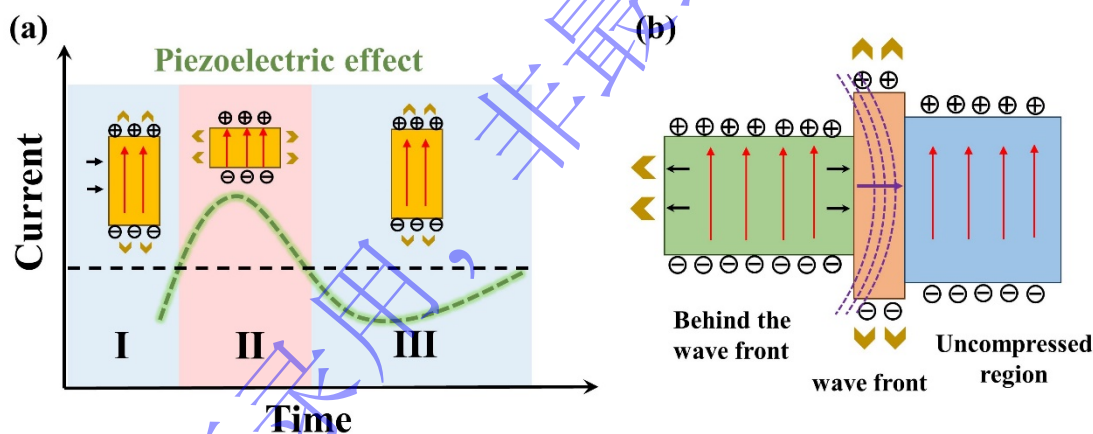 (a)
Piezoelectric effect
Current
I
II
III
Time
(b)
Behind the
wave front
wave front
Uncompressed
region